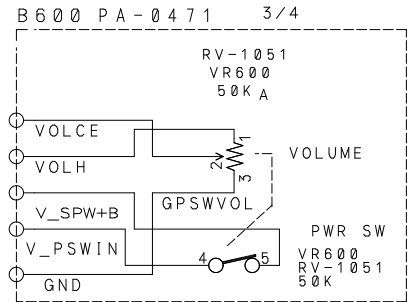 B600 PA-0471 3/4
RV-1051
VR600
50K A
VOLCE
VOLH
1
2
3
VOLUME
GPSWVOL
V_SPW+B
V_PSWIN
PWR SW
4 5
VR600
RV-1051
50K
GND